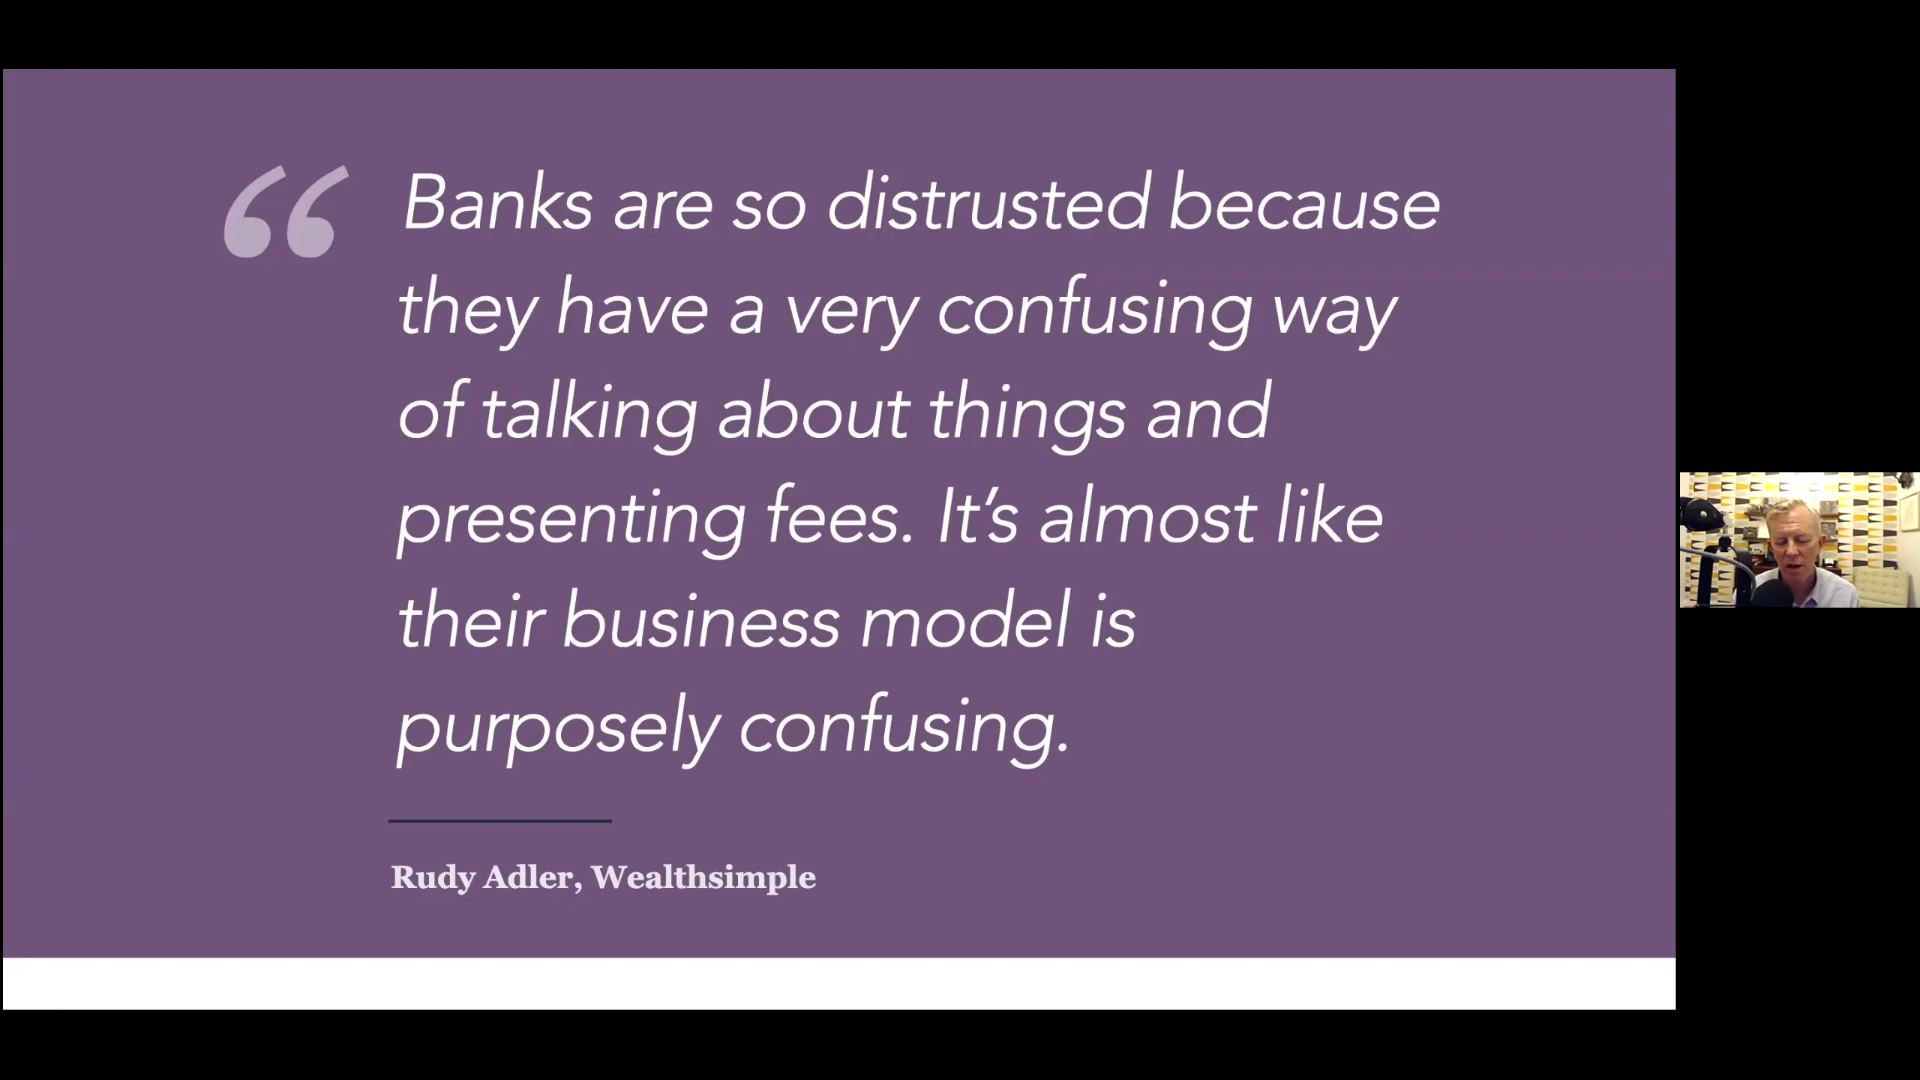 “ Banks are so distrusted because
they have a very confusing way
of talking about things and
presenting fees. It’s almost like
their business model is
purposely confusing.
Rudy Adler, Wealthsimple